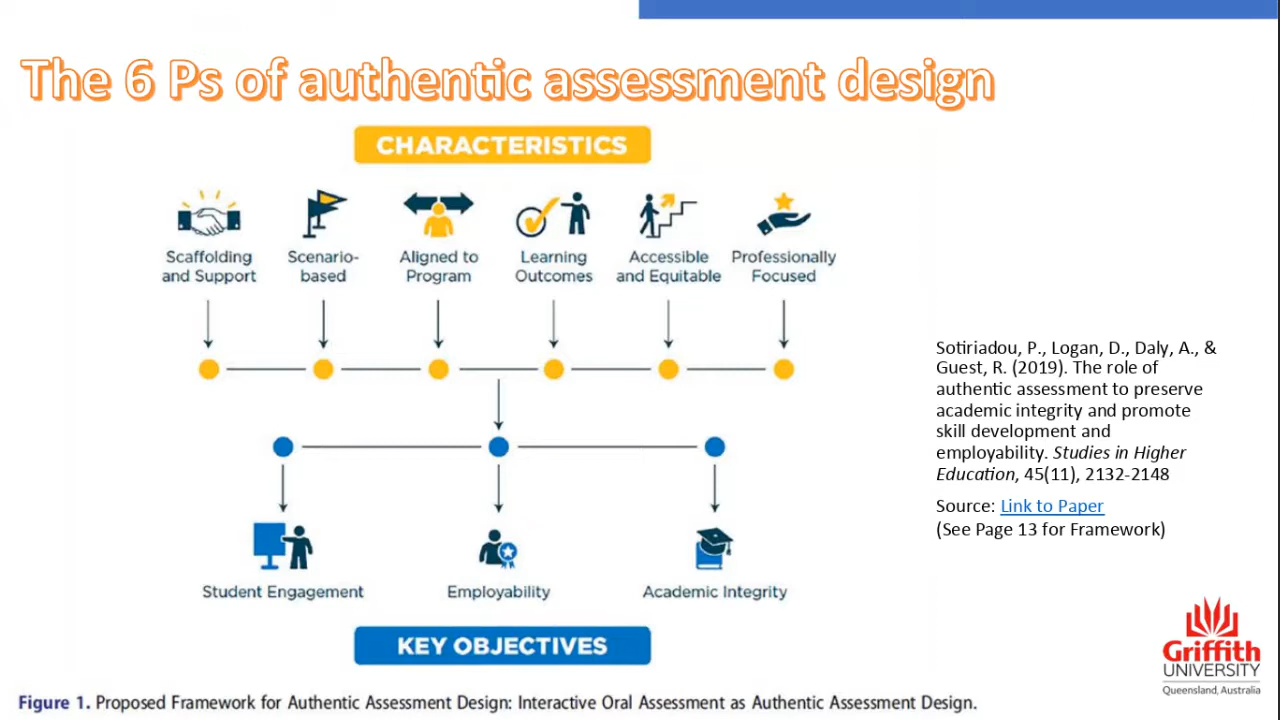 The 6 Ps of authentic assessment design
CHARACTERISTICS
Scaffolding
and Support
Scenario-
based
Aligned to
Program
Learning
Outcomes
Accessible
and Equitable
Professionally
Focused
Student Engagement
Employability
Academic Integrity
KEY OBJECTIVES
Figure 1. Proposed Framework for Authentic Assessment Design: Interactive Oral Assessment as Authentic Assessment Design.
Sotiriadou, P., Logan, D., Daly, A., &
Guest, R. (2019). The role of
authentic assessment to preserve
academic integrity and promote
skill development and
employability. Studies in Higher
Education, 45(11), 2132-2148
Source: Link to Paper
(See Page 13 for Framework)
Griffith
UNIVERSITY
Queensland, Australia